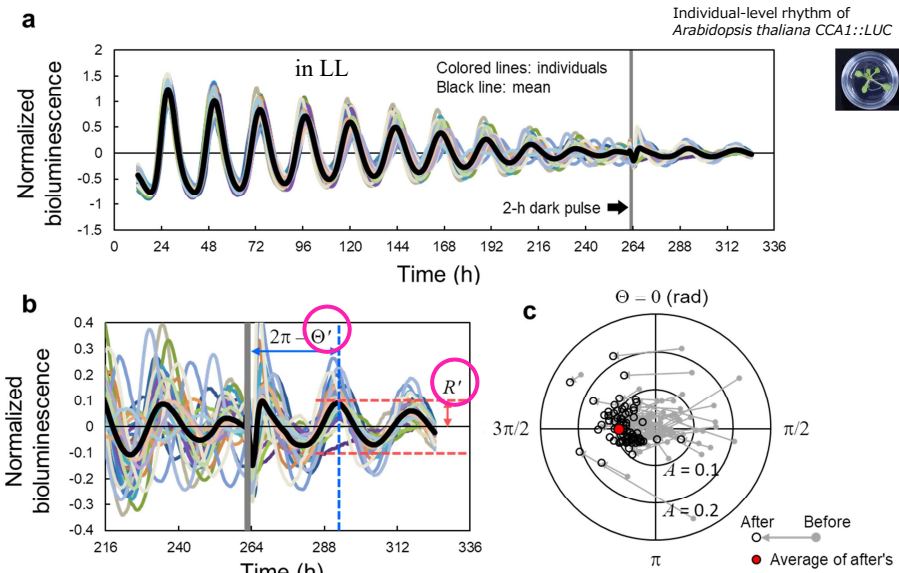 Individual-level rhythm of
Arabidopsis thaliana CCA1::LUC
a
in LL
Colored lines: individuals
Black line: mean
2-h dark pulse
Normalized
bioluminescence
2
1.5
1
0.5
0
-0.5
-1
-1.5
0 24 48 72 96 120 144 168 192 216 240 264 288 312 336
Time (h)
b
2π – Θ'
R'
Normalized
bioluminescence
0.4
0.3
0.2
0.1
0
-0.1
-0.2
-0.3
-0.4
216 240 264 288 312 336
Time (h)
c
Θ = 0 (rad)
3π/2
π/2
A = 0.1
A = 0.2
π
After Before
Average of after's